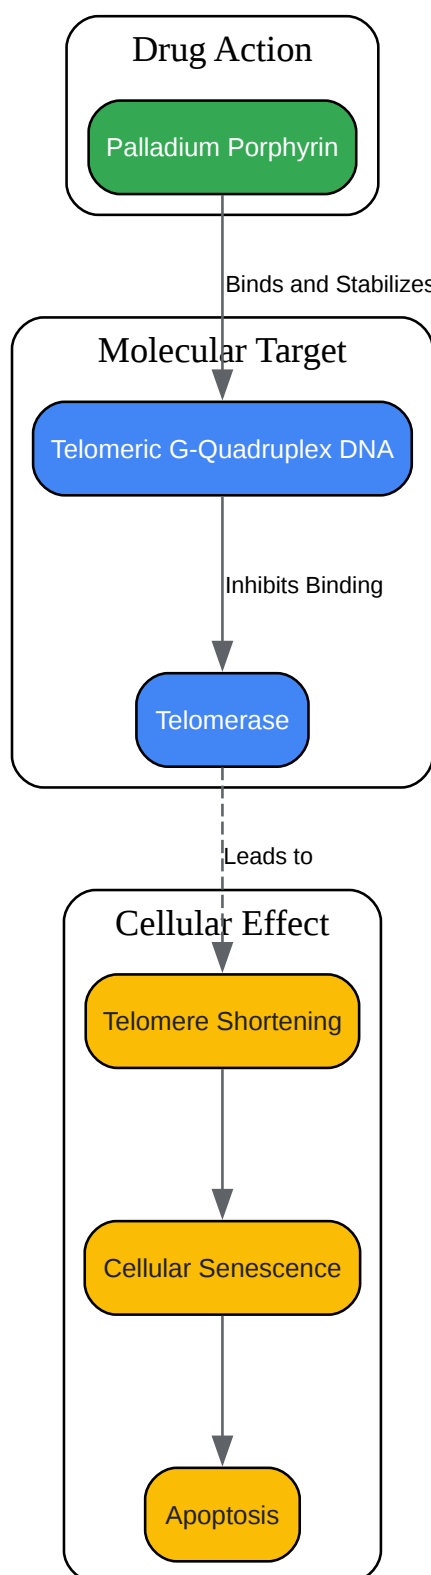 Drug Action
Palladium Porphyrin
Binds and Stabilizes
Molecular Target
Telomeric G-Quadruplex DNA
Inhibits Binding
Telomerase
Leads to
Cellular Effect
Telomere Shortening
Cellular Senescence
Apoptosis